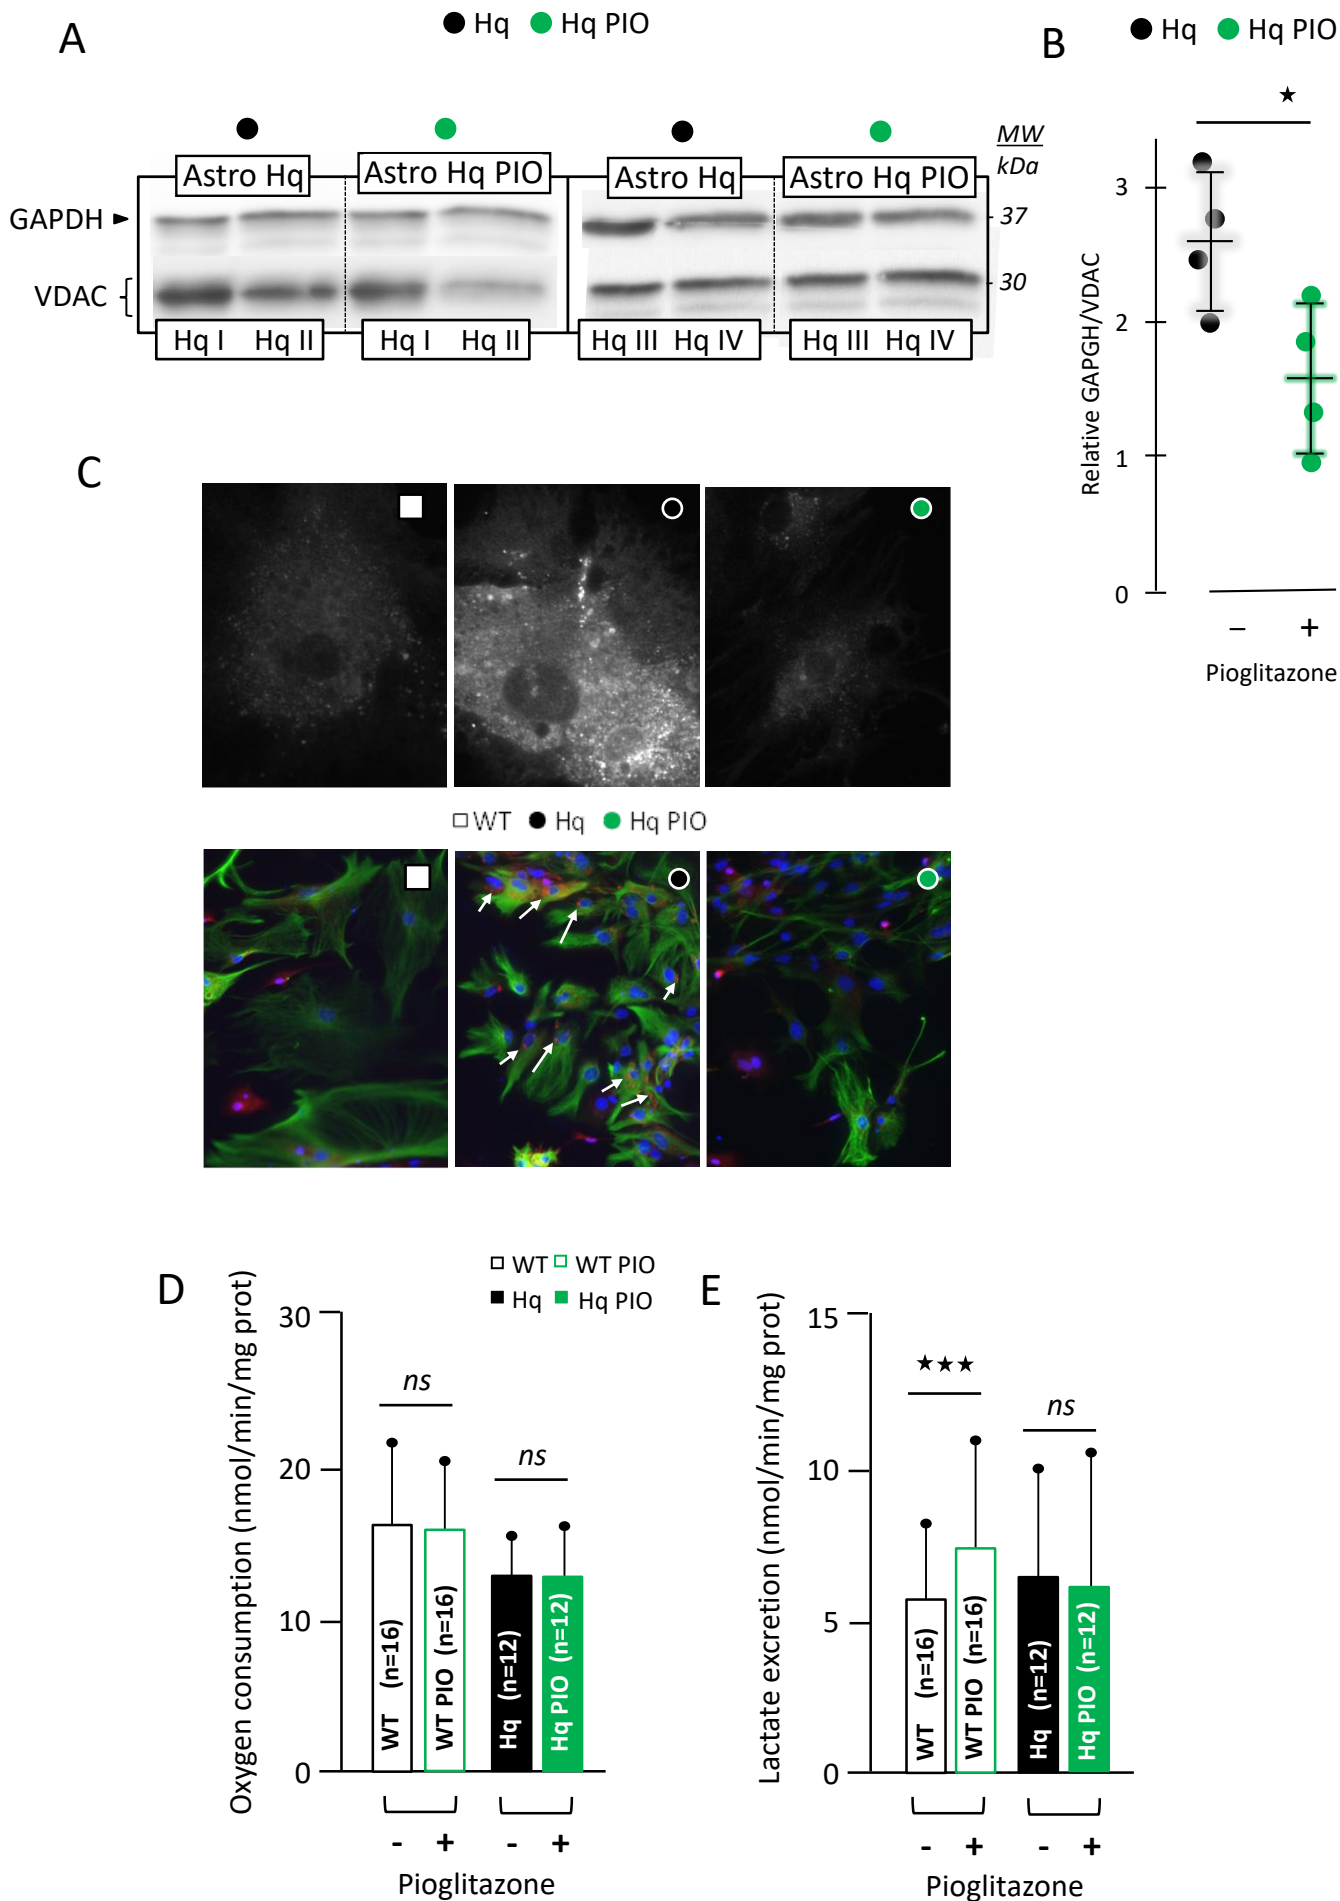 A
Hq Hq PIO
Astro Hq Astro Hq PIO Astro Hq Astro Hq PIO
MW
kDa
GAPDH
37
VDAC
30
Hq I Hq II Hq I Hq II Hq III Hq IV Hq III Hq IV
B
Hq Hq PIO
★
Relative GAPGH/VDAC
3
2
1
0
– +
Pioglitazone
C
WT Hq Hq PIO
D
WT WT PIO
Hq Hq PIO
Oxygen consumption (nmol/min/mg prot)
30
20
10
0
ns
ns
WT (n=16)
WT PIO (n=16)
Hq (n=12)
Hq PIO (n=12)
- + - +
Pioglitazone
E
Lactate excretion (nmol/min/mg prot)
15
10
5
0
★★★
ns
WT (n=16)
WT PIO (n=16)
Hq (n=12)
Hq PIO (n=12)
- + - +
Pioglitazone